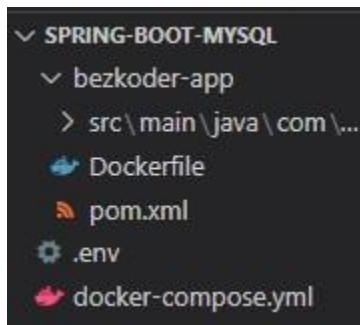 SPRING-BOOT-MYSQL
bezkoder-app
src\main\java\com\...
Dockerfile
pom.xml
.env
docker-compose.yml